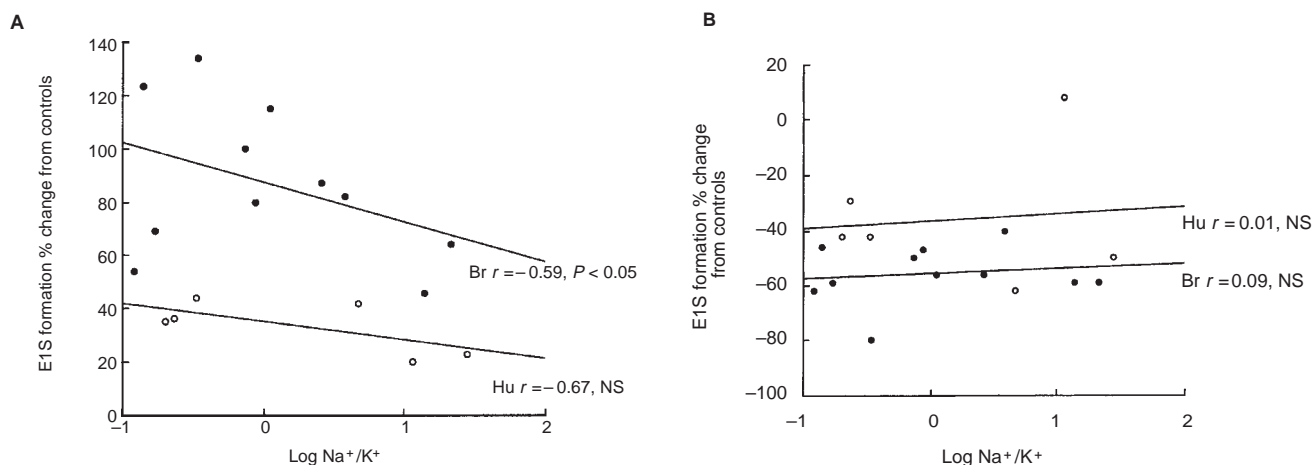 A
E1S formation % change from controls
140
120
100
80
60
40
20
0
–1
0
1
2
Log Na+/K+
Br r=–0.59, P<0.05
Hu r=–0.67, NS
B
E1S formation % change
from controls
20
0
–20
–40
–60
–80
–100
–1
0
1
2
Log Na+/K+
Hu r=0.01, NS
Br r=0.09, NS